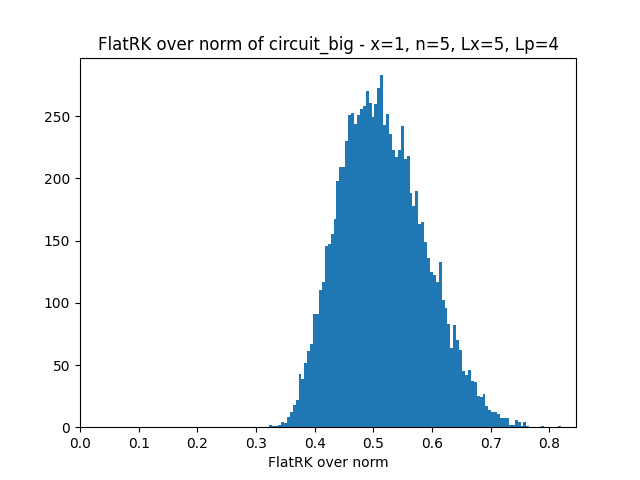 FlatRK over norm of circuit_big - x=1, n=5, Lx=5, Lp=4
250
200
150
100
50
0
0.0 0.1 0.2 0.3 0.4 0.5 0.6 0.7 0.8
FlatRK over norm